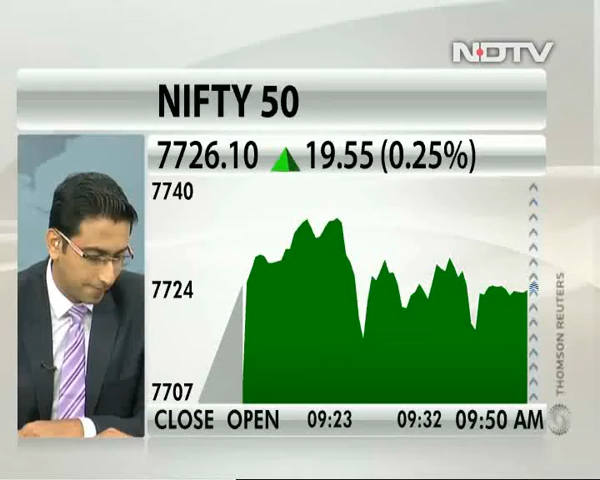 NDTV
NIFTY 50
7726.10 19.55 (0.25%)
7740
7724
7707
CLOSE OPEN 09:23 09:32 09:50 AM
THOMSON REUTERS